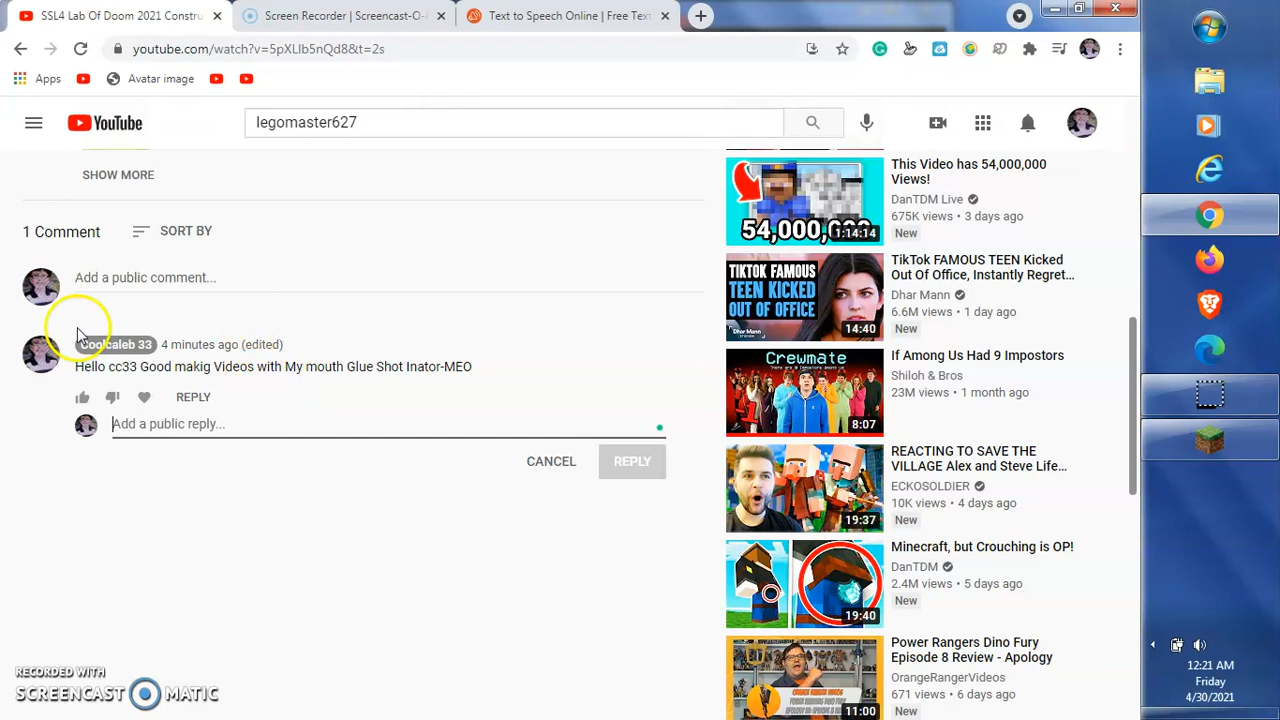 SSL4 Lab Of Doom 2021 Constru
Screen Recorder | Screencast-O
Text to Speech Online | Free Text
youtube.com/watch?v=5pXLIb5nQd8&t=2s
Apps
Avatar image
YouTube
legomaster627
SHOW MORE
1 Comment
SORT BY
Add a public comment...
Coolcaleb 33 4 minutes ago (edited)
Hello cc33 Good makig Videos with My mouth Glue Shot Inator-MEO
REPLY
Add a public reply...
CANCEL
REPLY
54,000,000
1:14:14
This Video has 54,000,000
Views!
DanTDM Live
675K views • 3 days ago
New
TIKTOK FAMOUS
TEEN KICKED
OUT OF OFFICE
14:40
TikTok FAMOUS TEEN Kicked
Out Of Office, Instantly Regret...
Dhar Mann
6.6M views • 1 day ago
New
Crewmate
8:07
If Among Us Had 9 Impostors
Shiloh & Bros
23M views • 1 month ago
19:37
REACTING TO SAVE THE
VILLAGE Alex and Steve Life...
ECKOSOLDIER
10K views • 4 days ago
New
19:40
Minecraft, but Crouching is OP!
DanTDM
2.4M views • 5 days ago
New
11:00
Power Rangers Dino Fury
Episode 8 Review - Apology
OrangeRangerVideos
671 views • 6 days ago
New
12:21 AM
Friday
4/30/2021
RECORDED WITH
SCREENCAST MATIC